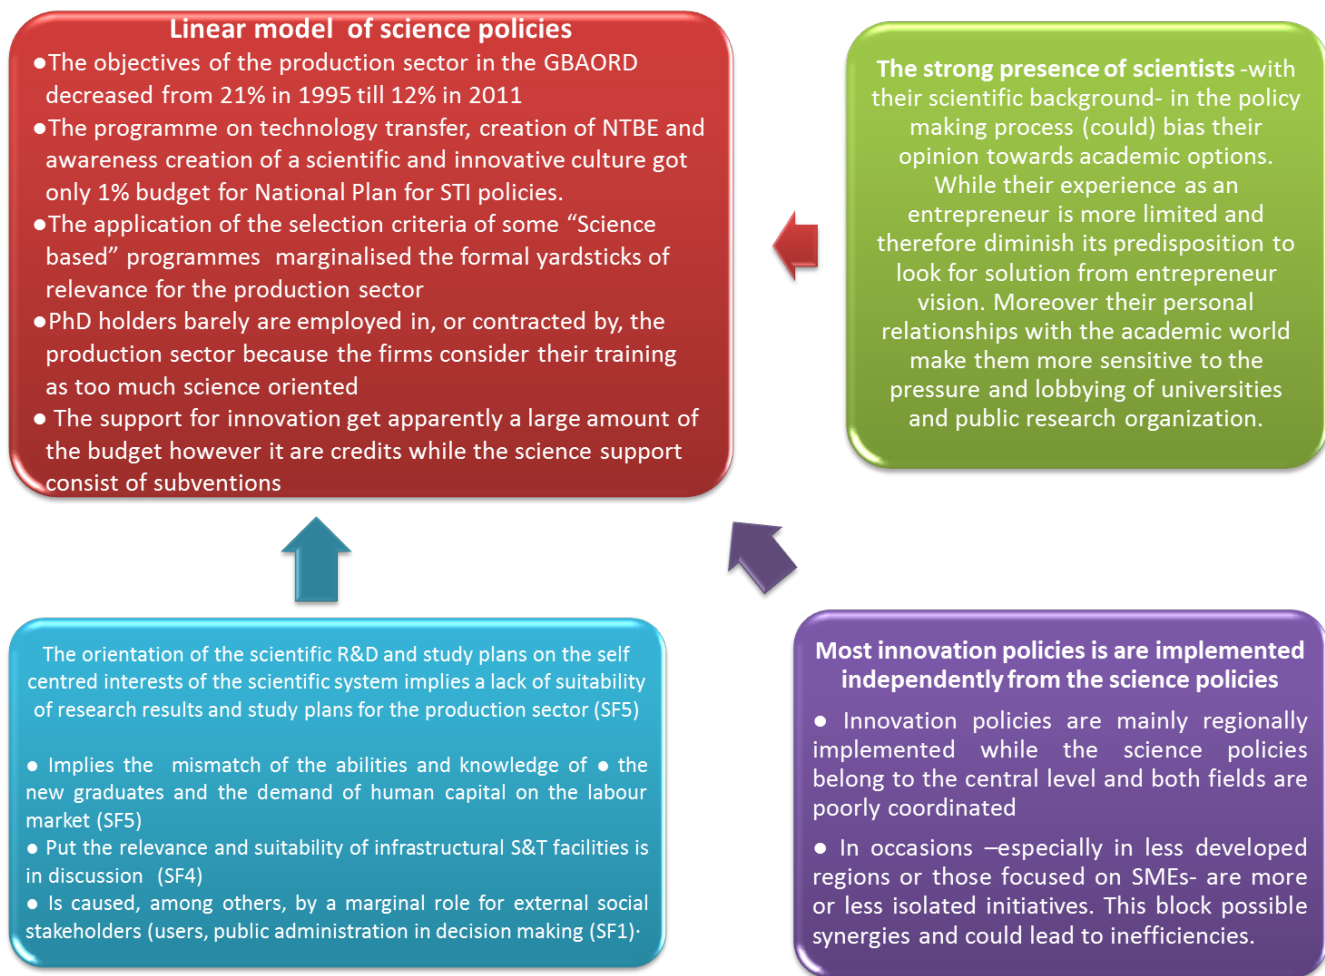 Linear model of science policies
●The objectives of the production sector in the GBAORD
decreased from 21% in 1995 till 12% in 2011
●The programme on technology transfer, creation of NTBE and
awareness creation of a scientific and innovative culture got
only 1% budget for National Plan for STI policies.
●The application of the selection criteria of some “Science
based” programmes marginalised the formal yardsticks of
relevance for the production sector
●PhD holders barely are employed in, or contracted by, the
production sector because the firms consider their training
as too much science oriented
● The support for innovation get apparently a large amount of
the budget however it are credits while the science support
consist of subventions
The strong presence of scientists -with
their scientific background- in the policy
making process (could) bias their
opinion towards academic options.
While their experience as an
entrepreneur is more limited and
therefore diminish its predisposition to
look for solution from entrepreneur
vision. Moreover their personal
relationships with the academic world
make them more sensitive to the
pressure and lobbying of universities
and public research organization.
The orientation of the scientific R&D and study plans on the self
centred interests of the scientific system implies a lack of suitability
of research results and study plans for the production sector (SF5)
● Implies the mismatch of the abilities and knowledge of ● the
new graduates and the demand of human capital on the labour
market (SF5)
● Put the relevance and suitability of infrastructural S&T facilities is
in discussion (SF4)
● Is caused, among others, by a marginal role for external social
stakeholders (users, public administration in decision making (SF1)·
Most innovation policies is are implemented
independently from the science policies
● Innovation policies are mainly regionally
implemented while the science policies
belong to the central level and both fields are
poorly coordinated
● In occasions –especially in less developed
regions or those focused on SMEs- are more
or less isolated initiatives. This block possible
synergies and could lead to inefficiencies.